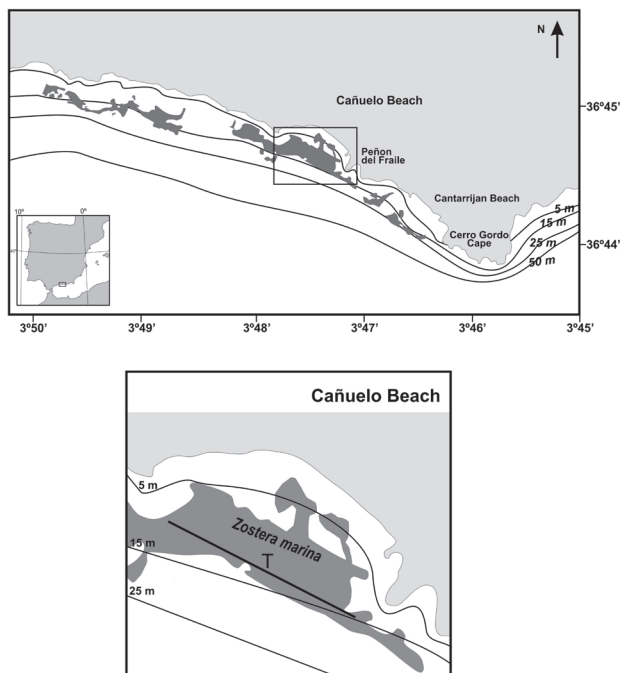 N
36º45'
Cañuelo Beach
Peñon
del Fraile
Cantarrijan Beach
5 m
15 m
25 m
50 m
Cerro Gordo
Cape
36º44'
10º
0º
3º50'
3º49'
3º48'
3º47'
3º46'
3º45'
Cañuelo Beach
5 m
Zostera marina
T
15 m
25 m